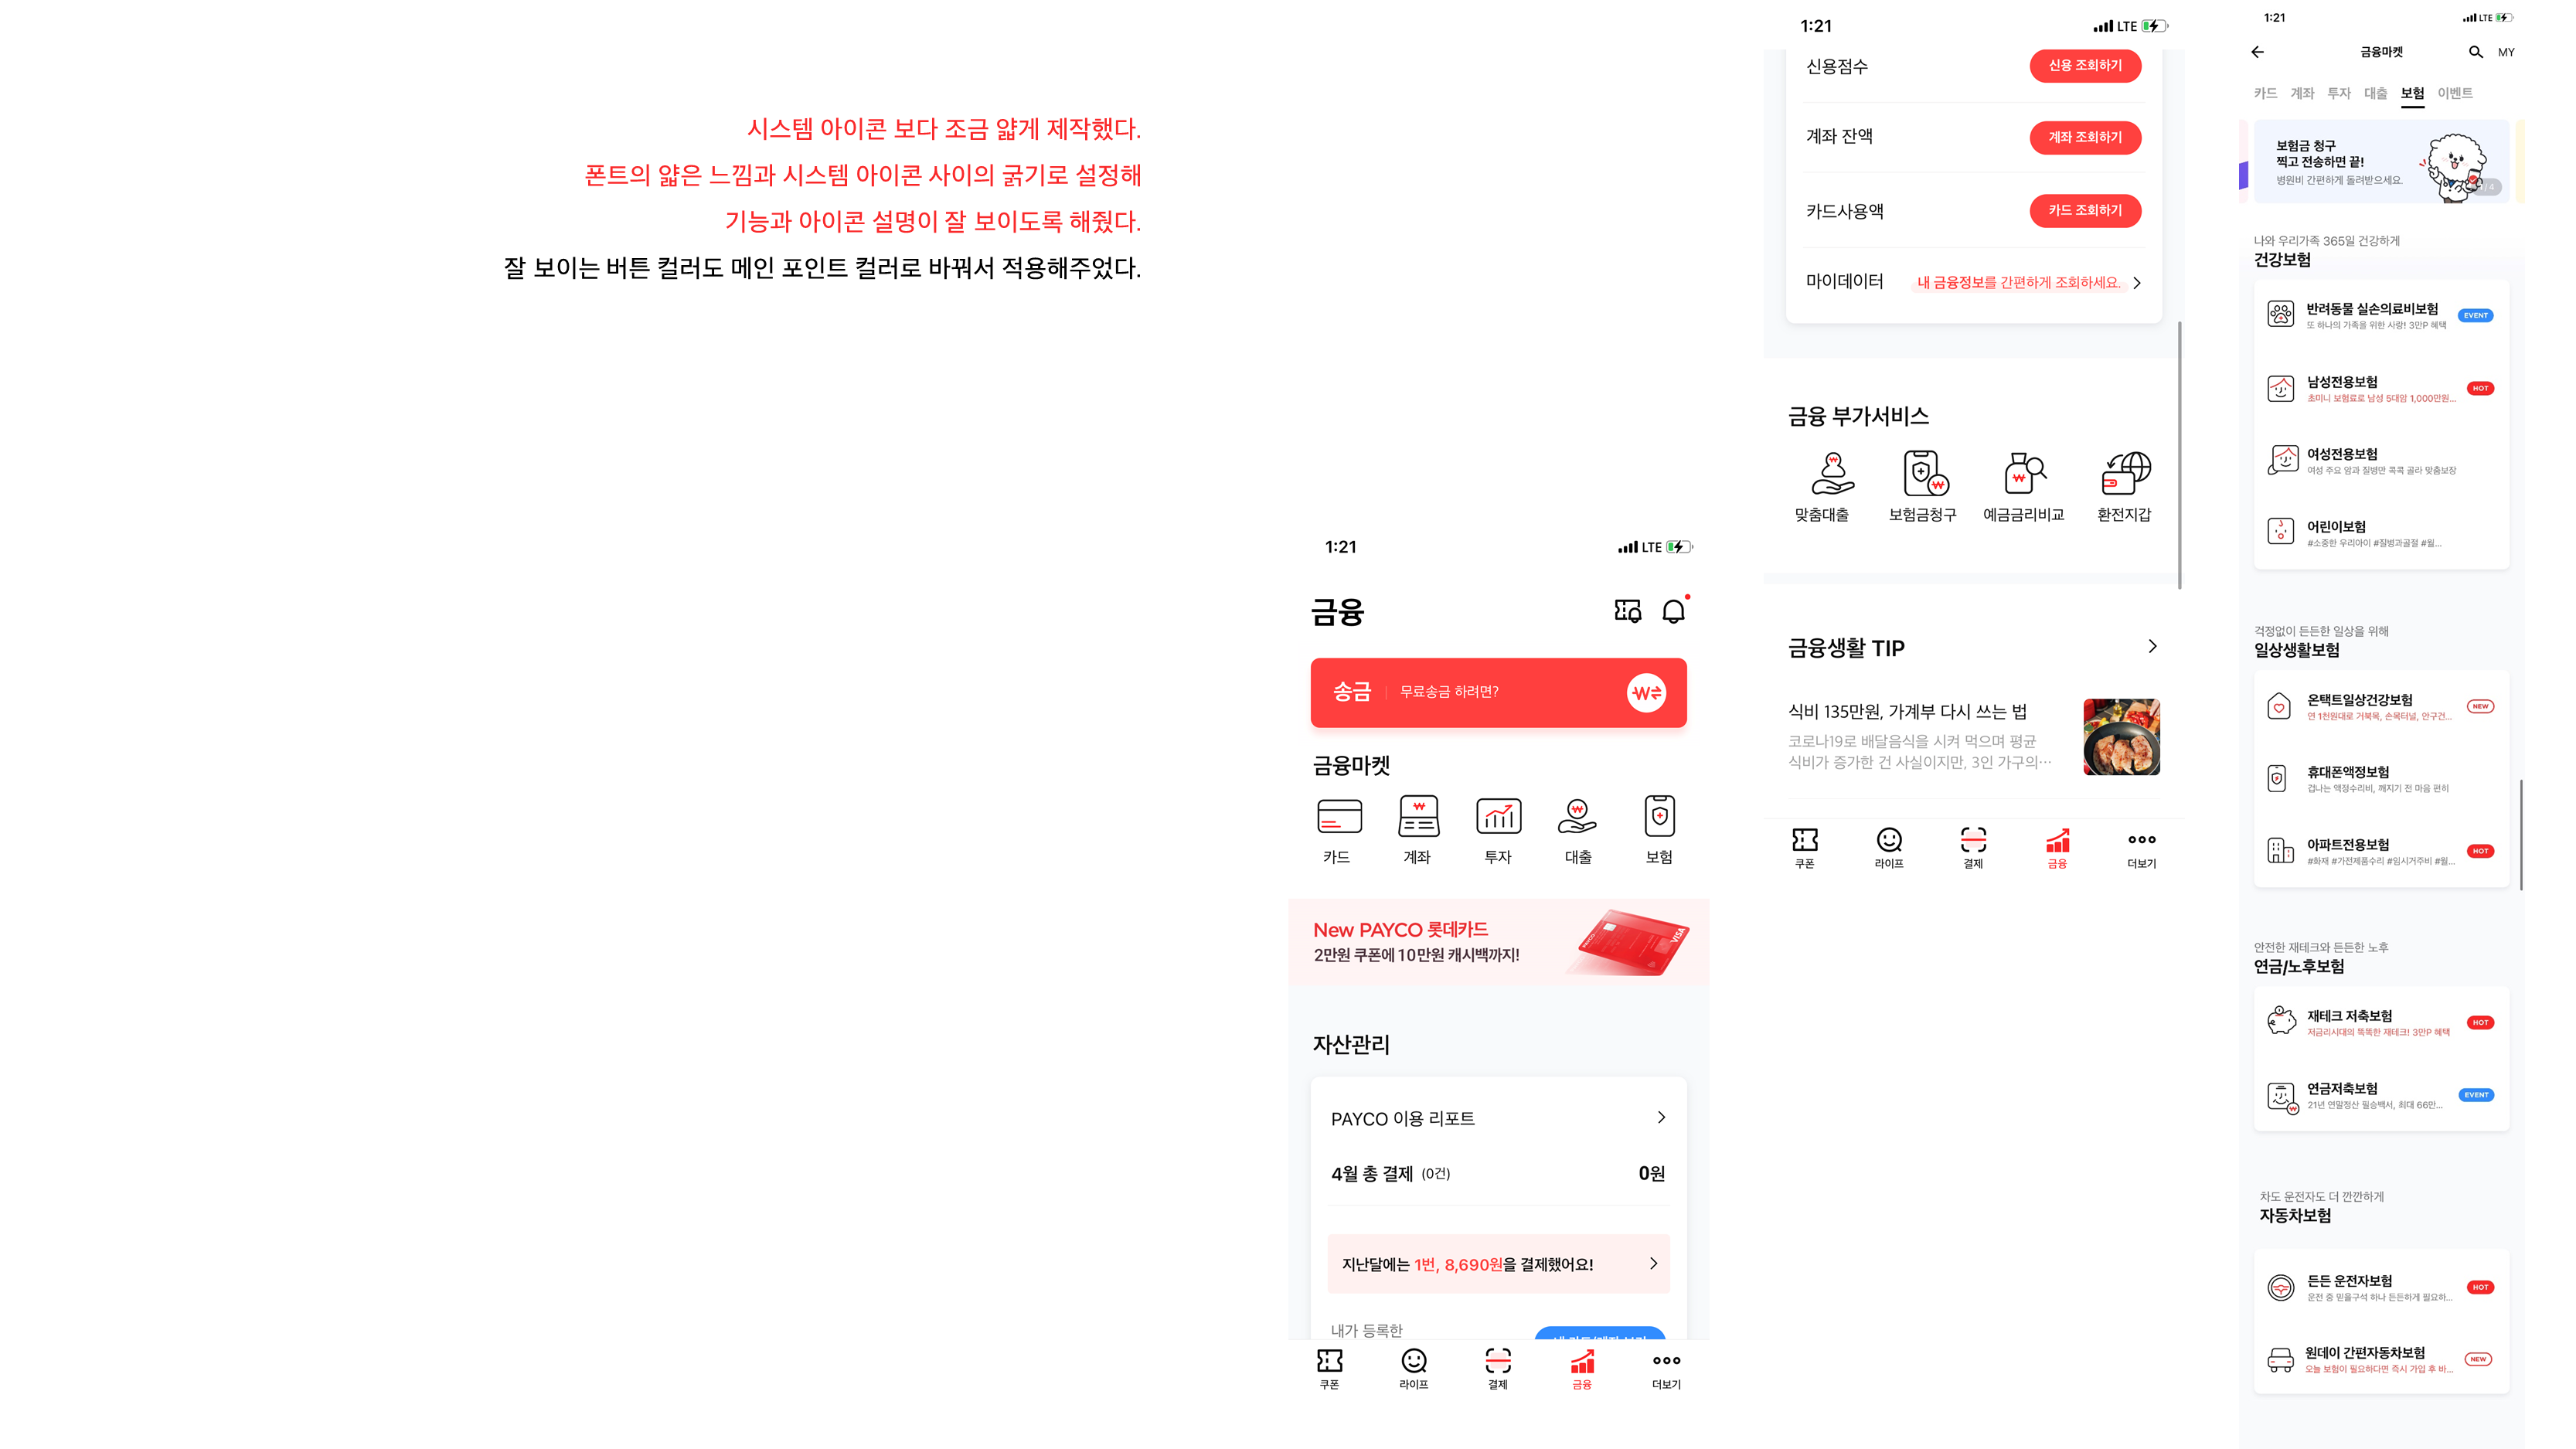 시스템 아이콘 보다 조금 얇게 제작했다.
폰트의 얇은 느낌과 시스템 아이콘 사이의 굵기로 설정해
기능과 아이콘 설명이 잘 보이도록 해줬다.
잘 보이는 버튼 컬러도 메인 포인트 컬러로 바꿔서 적용해주었다.
1:21
LTE
금융
송금 무료송금 하려면?
금융마켓
카드 계좌 투자 대출 보험
New PAYCO 롯데카드
2만원 쿠폰에 10만원 캐시백까지!
PAYCO
VISA
자산관리
PAYCO 이용 리포트
4월 총 결제 (0건) 0원
지난달에는 1번, 8,690원을 결제했어요!
내가 등록한
쿠폰 라이프 결제 금융 더보기
1:21
LTE
신용점수 신용 조회하기
계좌 잔액 계좌 조회하기
카드사용액 카드 조회하기
마이데이터 내 금융정보를 간편하게 조회하세요.
금융 부가서비스
맞춤대출 보험금청구 예금금리비교 환전지갑
금융생활 TIP
식비 135만원, 가계부 다시 쓰는 법
코로나19로 배달음식을 시켜 먹으며 평균
식비가 증가한 건 사실이지만, 3인 가구의…
쿠폰 라이프 결제 금융 더보기
1:21
LTE
금융마켓 MY
카드 계좌 투자 대출 보험 이벤트
보험금 청구
찍고 전송하면 끝!
병원비 간편하게 돌려받으세요.
/ 4
나와 우리가족 365일 건강하게
건강보험
반려동물 실손의료비보험 EVENT
또 하나의 가족을 위한 사랑! 3만P 혜택
남성전용보험 HOT
초미니 보험료로 남성 5대암 1,000만원...
여성전용보험
여성 주요 암과 질병만 콕콕 골라 맞춤보장
어린이보험
#소중한 우리아이 #질병과골절 #월...
걱정없이 든든한 일상을 위해
일상생활보험
온택트일상건강보험 NEW
연 1천원대로 거북목, 손목터널, 안구건...
휴대폰액정보험
겁나는 액정수리비, 깨지기 전 마음 편히
아파트전용보험 HOT
#화재 #가전제품수리 #임시거주비 #월...
안전한 재테크와 든든한 노후
연금/노후보험
재테크 저축보험 HOT
저금리시대의 똑똑한 재테크! 3만P 혜택
연금저축보험 EVENT
21년 연말정산 필승백서, 최대 66만...
차도 운전자도 더 깐깐하게
자동차보험
든든 운전자보험 HOT
운전 중 믿을구석 하나 든든하게 필요하...
원데이 간편자동차보험 NEW
오늘 보험이 필요하다면 즉시 가입 후 바...